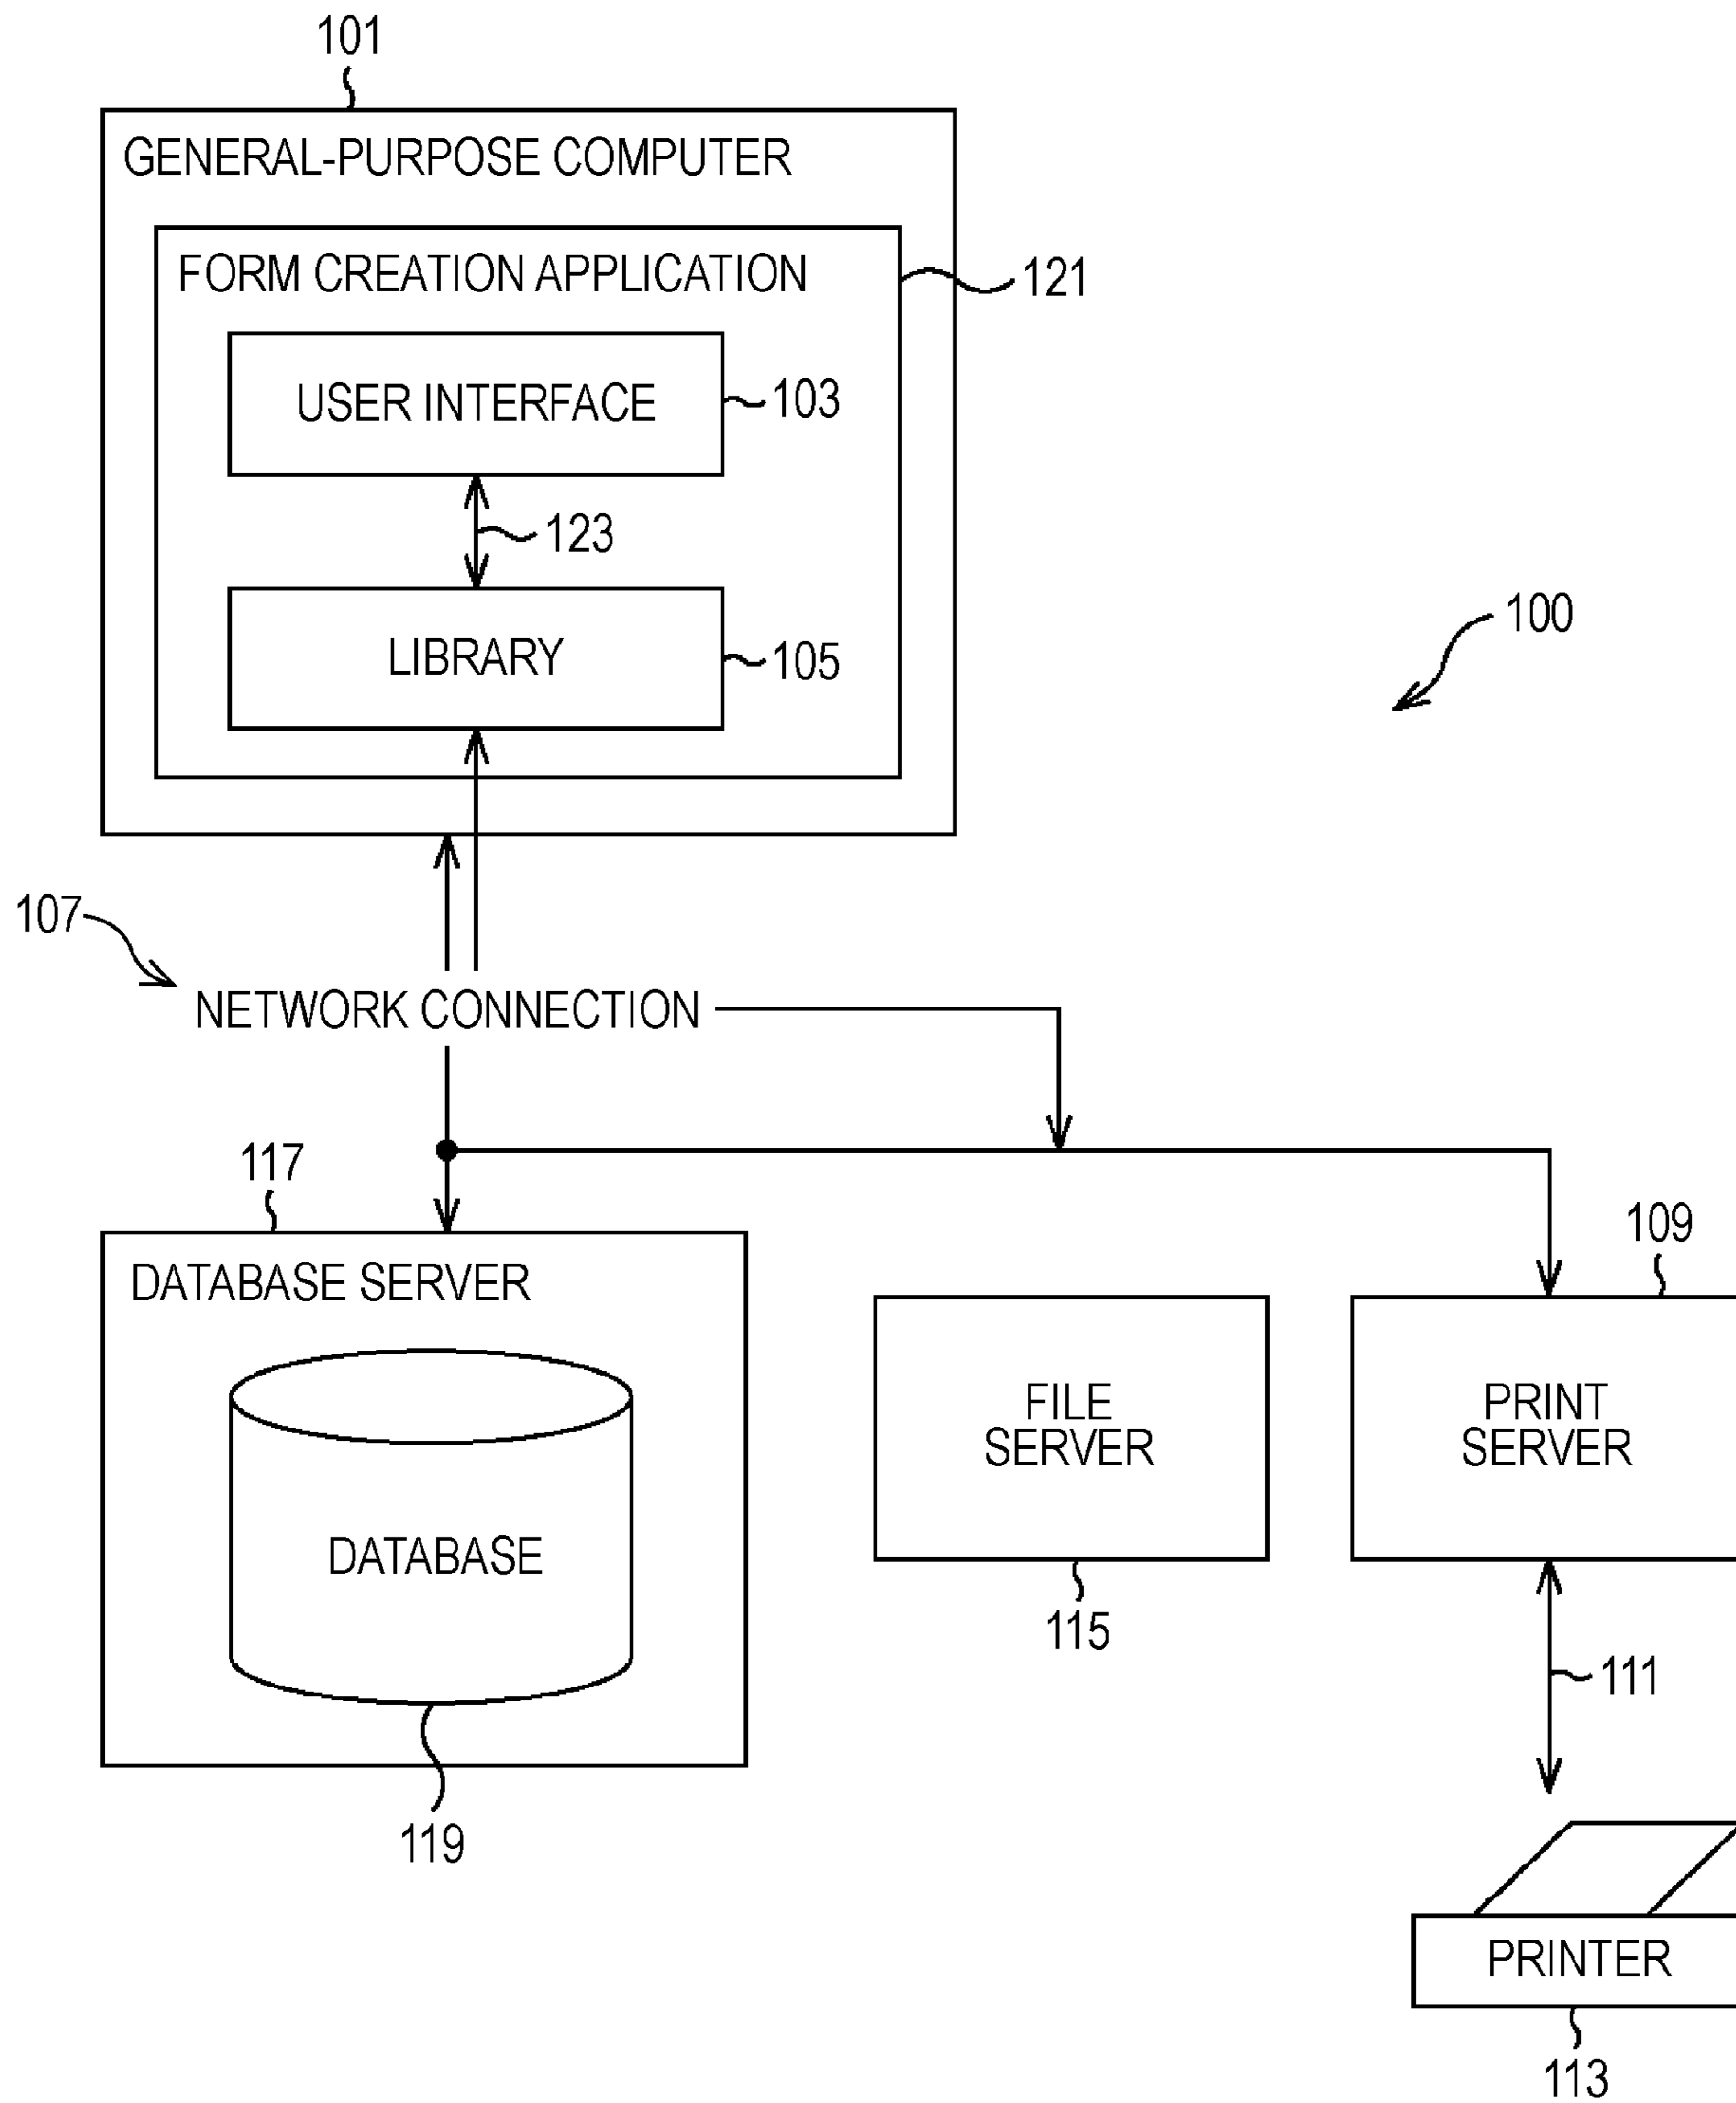 101
GENERAL-PURPOSE COMPUTER
FORM CREATION APPLICATION
121
USER INTERFACE
103
123
LIBRARY
105
100
107
NETWORK CONNECTION
117
109
DATABASE SERVER
FILE
SERVER
PRINT
SERVER
DATABASE
115
111
119
PRINTER
113